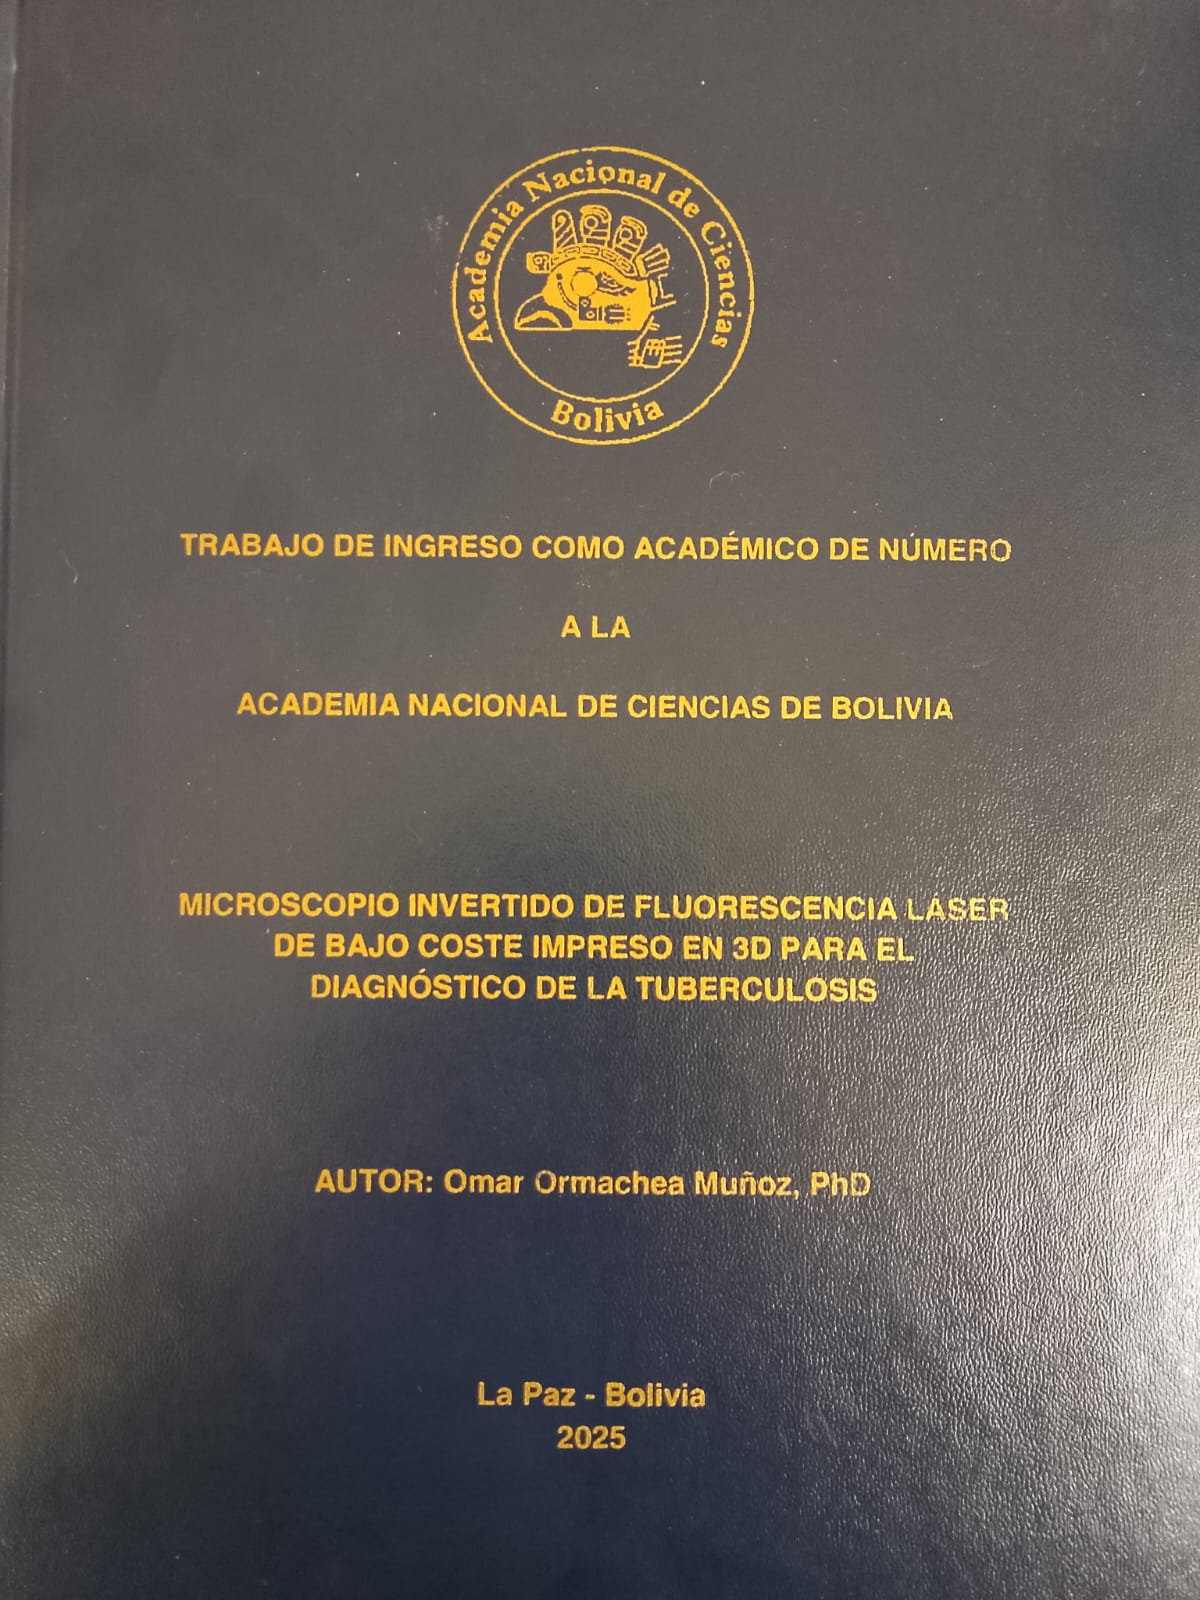 Academia Nacional de Ciencias
Bolivia
TRABAJO DE INGRESO COMO ACADÉMICO DE NÚMERO
A LA
ACADEMIA NACIONAL DE CIENCIAS DE BOLIVIA
MICROSCOPIO INVERTIDO DE FLUORESCENCIA LÁSER
DE BAJO COSTE IMPRESO EN 3D PARA EL
DIAGNÓSTICO DE LA TUBERCULOSIS
AUTOR: Omar Ormachea Muñoz, PhD
La Paz - Bolivia
2025